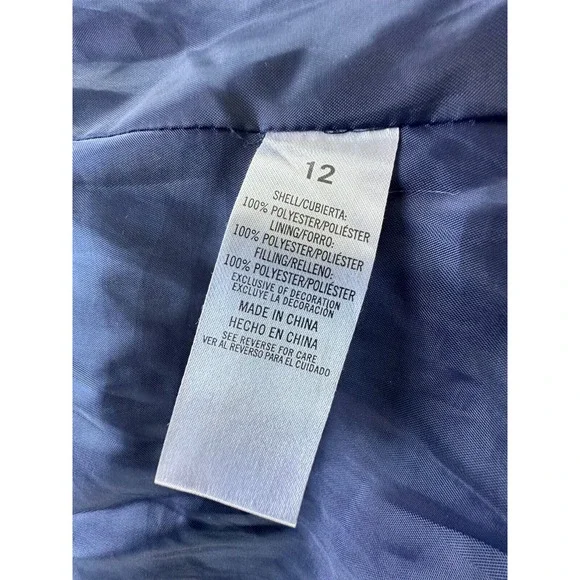 12
SHELL/CUBIERTA:
100% POLYESTER/POLIÉSTER
LINING/FORRO:
100% POLYESTER/POLIÉSTER
FILLING/RELLENO:
100% POLYESTER/POLIÉSTER
EXCLUSIVE OF DECORATION
EXCLUYE LA DECORACIÓN
MADE IN CHINA
HECHO EN CHINA
SEE REVERSE FOR CARE
VER AL REVERSO PARA EL CUIDADO